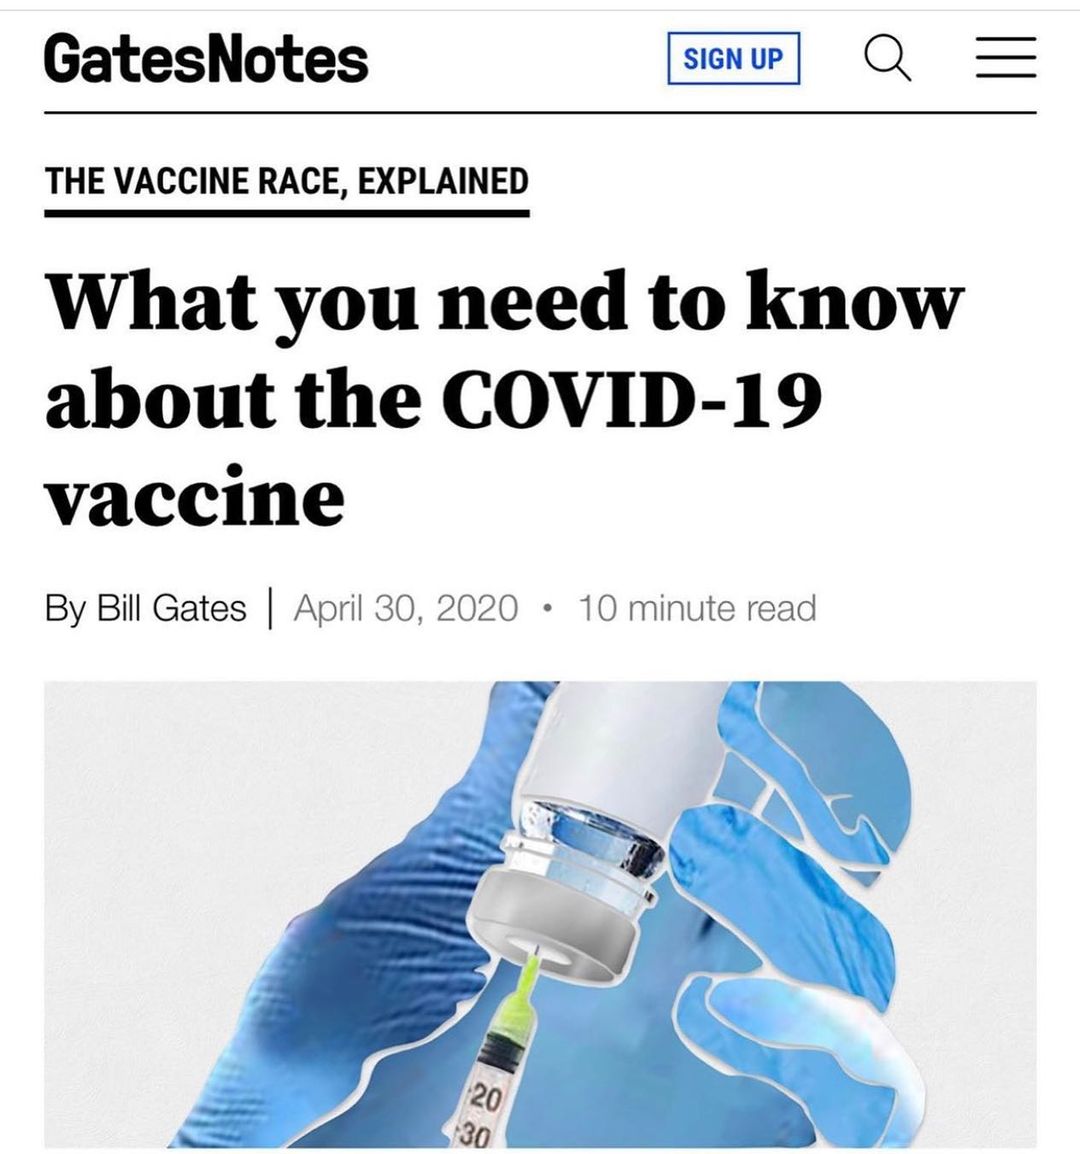 GatesNotes
SIGN UP
THE VACCINE RACE, EXPLAINED
What you need to know
about the COVID-19
vaccine
By Bill Gates | April 30, 2020 • 10 minute read
20
30